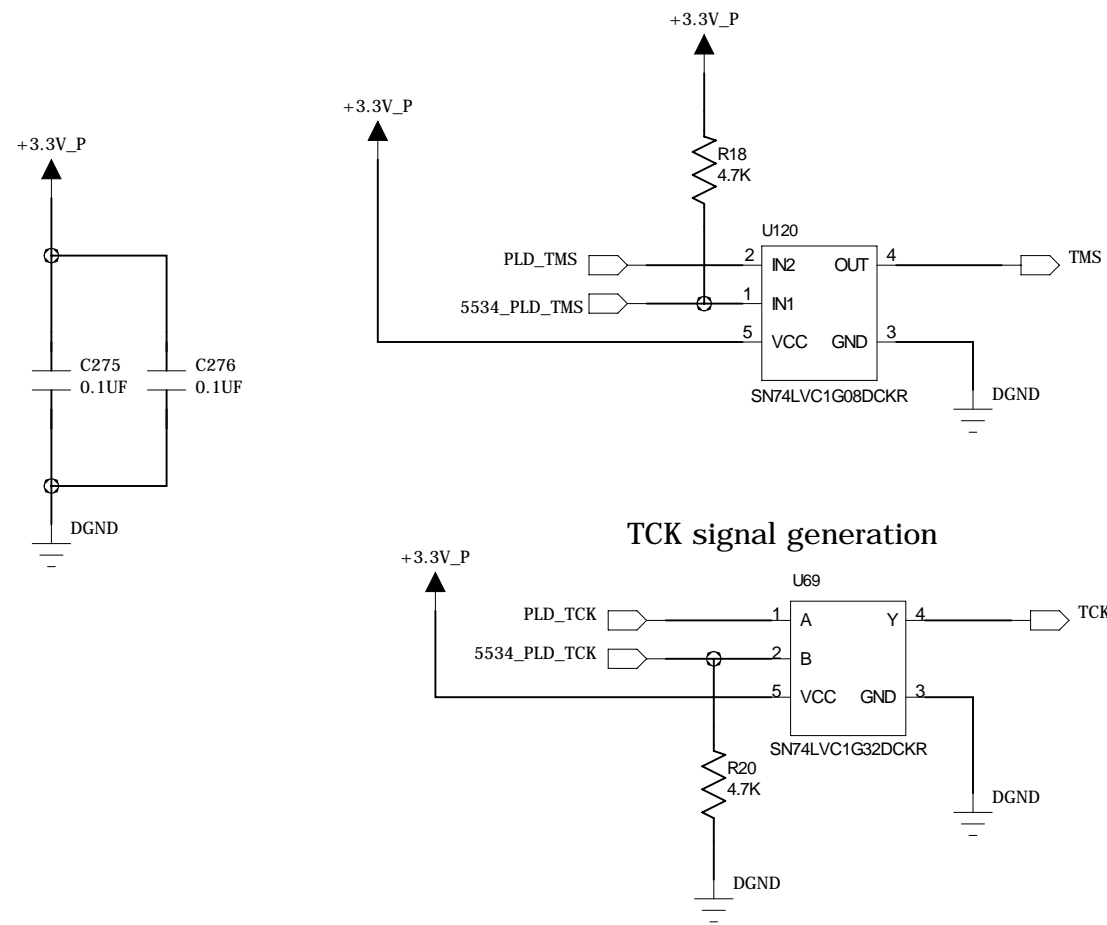 +3.3V_P
C275
0.1UF
C276
0.1UF
DGND
+3.3V_P
+3.3V_P
R18
4.7K
U120
PLD_TMS
2
IN2
OUT
4
TMS
5534_PLD_TMS
1
IN1
5
VCC
GND
3
SN74LVC1G08DCKR
DGND
TCK signal generation
+3.3V_P
U69
PLD_TCK
1
A
Y
4
TCK
5534_PLD_TCK
2
B
5
VCC
GND
3
SN74LVC1G32DCKR
R20
4.7K
DGND
DGND